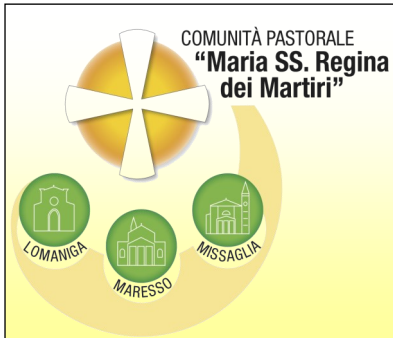 COMUNITÀ PASTORALE
“Maria SS. Regina
dei Martiri”
LOMANIGA
MARESSO
MISSAGLIA